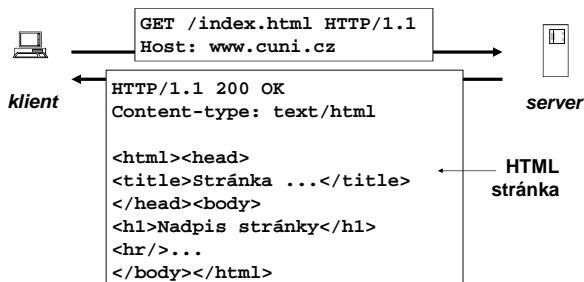 GET /index.html HTTP/1.1
Host: www.cuni.cz
klient
server
HTTP/1.1 200 OK
Content-type: text/html
<html><head>
<title>Stránka ...</title>
</head><body>
<h1>Nadpis stránky</h1>
<hr/>...
</body></html>
HTML
stránka